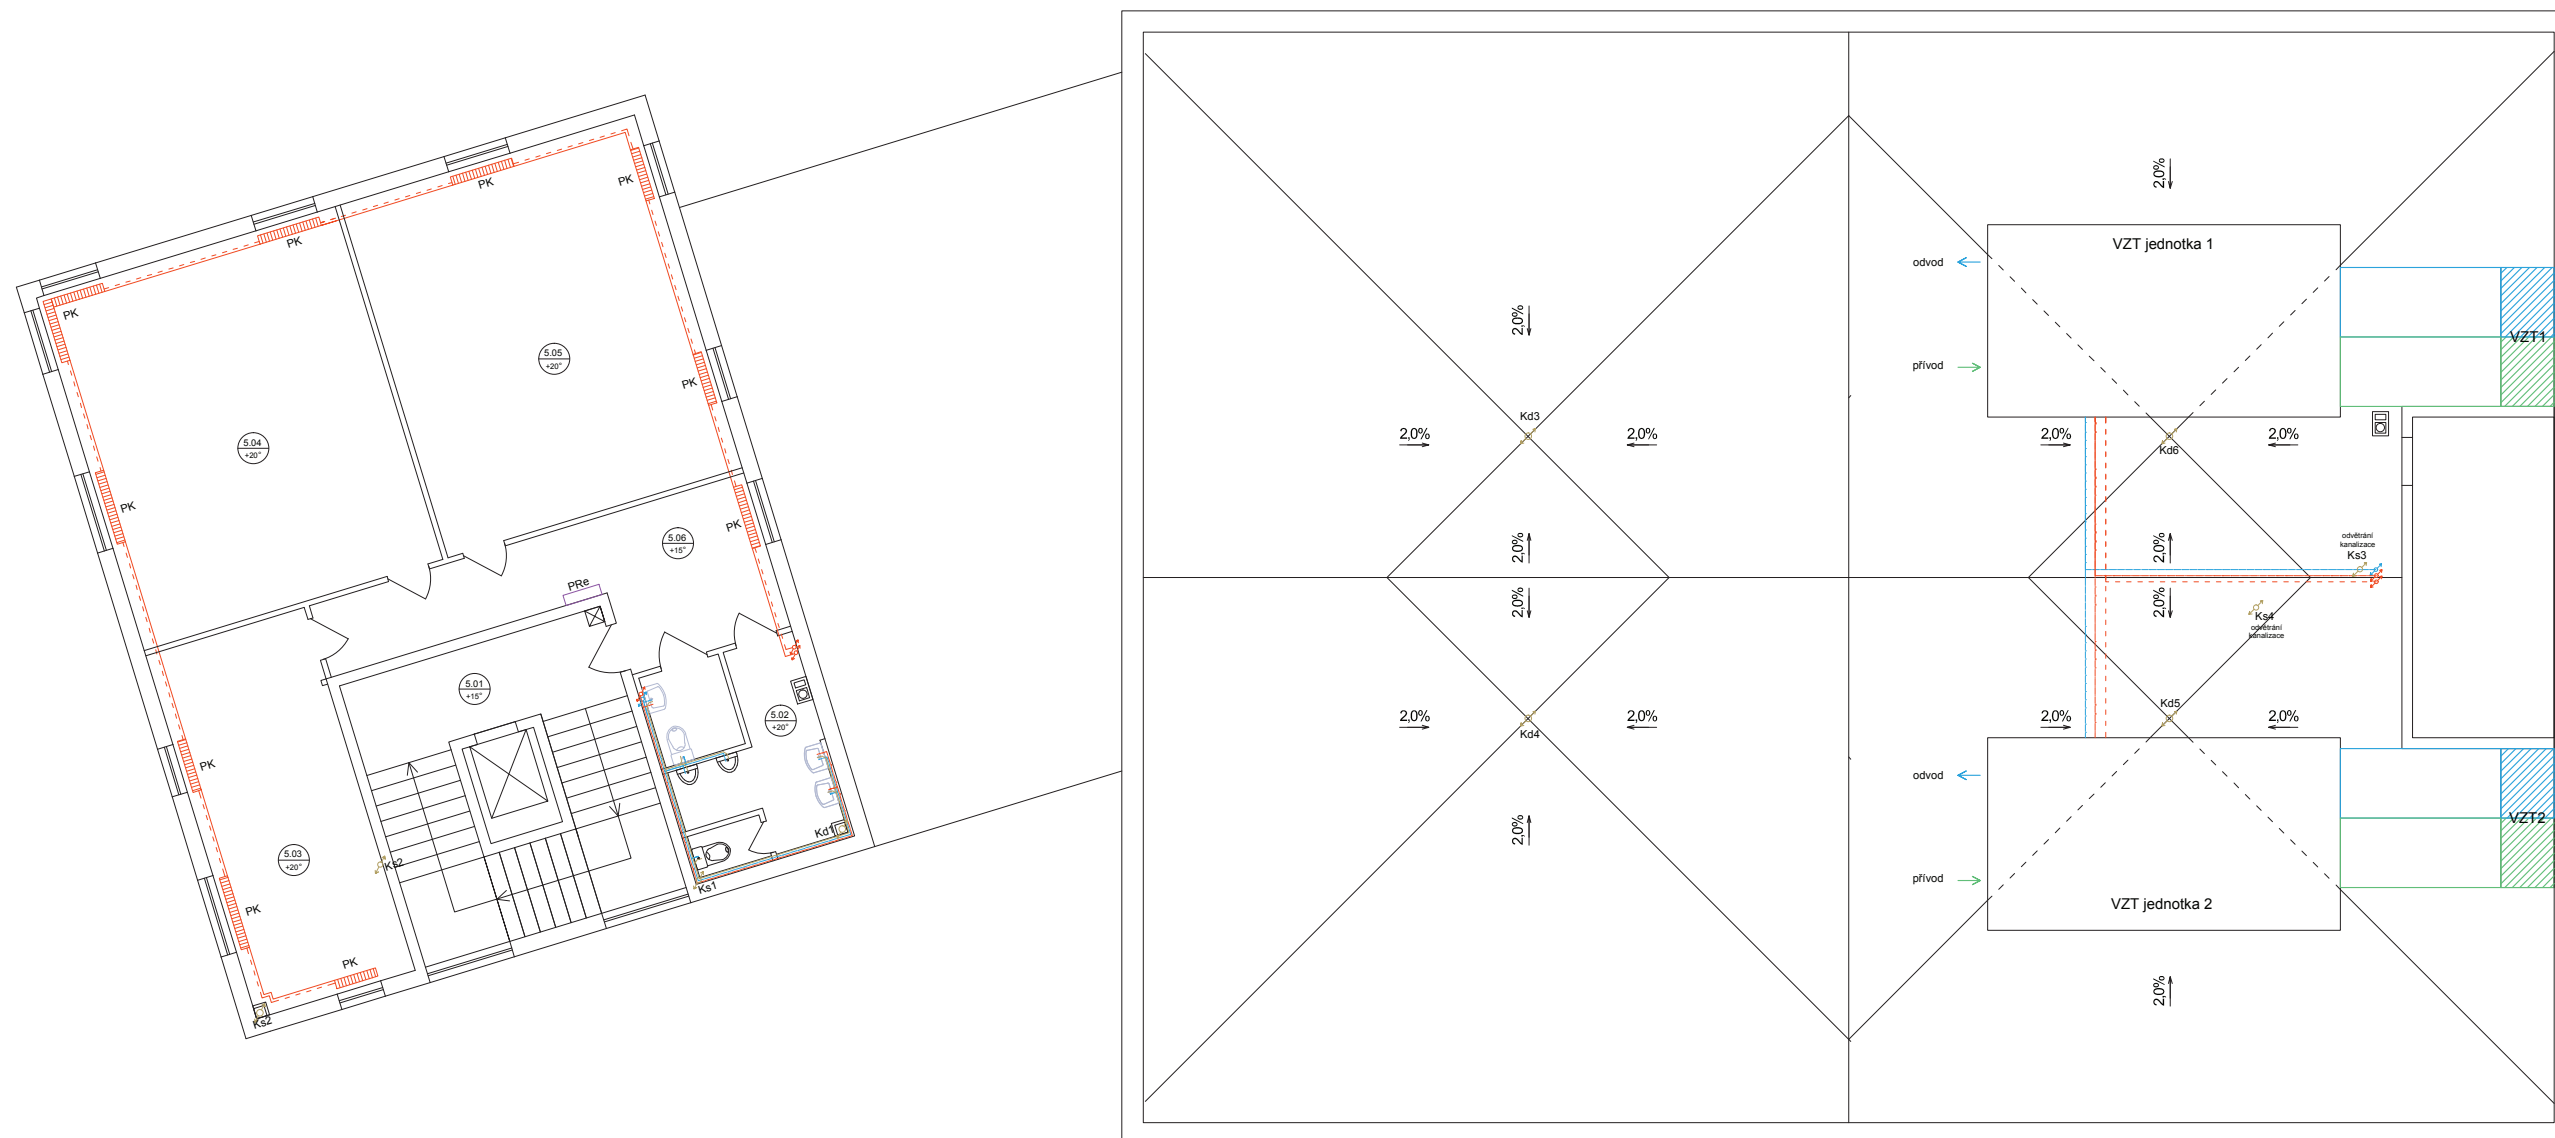 PK
PK
PK
PK
5.05
+20°
PK
5.04
+20°
PK
PK
5.06
+15°
PRe
5.01
+15°
5.02
+20°
PK
Kd1
5.03
+20°
Ks2
Ks1
PK
PK
Ks2
2,0%
VZT jednotka 1
odvod
2,0%
VZT1
přívod
Kd3
2,0%
2,0%
2,0%
Kd6
2,0%
2,0%
2,0%
odvětrání
kanalizace
Ks3
2,0%
2,0%
Ks4
odvětrání
kanalizace
2,0%
2,0%
Kd4
2,0%
Kd5
2,0%
odvod
2,0%
VZT2
přívod
VZT jednotka 2
2,0%